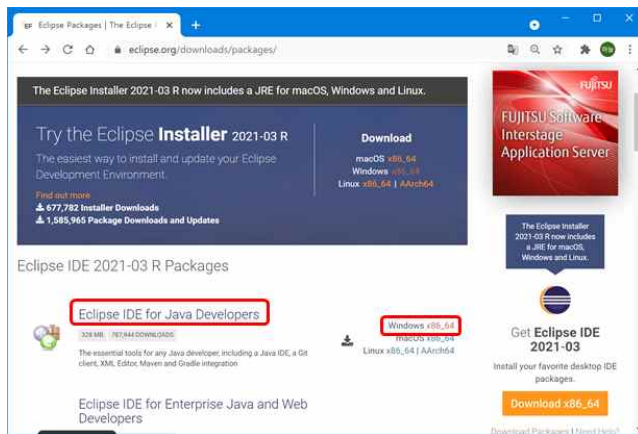 Eclipse Packages | The Eclipse
eclipse.org/downloads/packages/
The Eclipse Installer 2021-03 R now includes a JRE for macOS, Windows and Linux.
Try the Eclipse Installer 2021-03 R
The easiest way to install and update your Eclipse
Development Environment.
Find out more
677,782 Installer Downloads
1,585,965 Package Downloads and Updates
Download
macOS x86_64
Windows x86_64
Linux x86_64 | AArch64
FUJITSU
FUJITSU Software
Interstage
Application Server
Eclipse IDE 2021-03 R Packages
Eclipse IDE for Java Developers
328 MB 787,944 DOWNLOADS
The essential tools for any Java developer, including a Java IDE, a Git
client, XML Editor, Maven and Gradle integration
Windows x86_64
macOS x86_64
Linux x86_64 | AArch64
Eclipse IDE for Enterprise Java and Web
Developers
The Eclipse Installer
2021-03 R now includes
a JRE for macOS,
Windows and Linux.
Get Eclipse IDE
2021-03
Install your favorite desktop IDE
packages.
Download x86_64
Download Packages | Need Help?